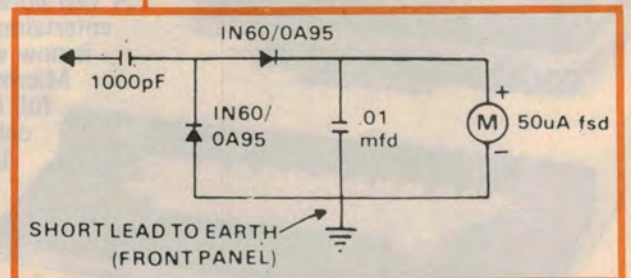 IN60/0A95
1000pF
IN60/
0A95
.01
mfd
+
M
50uA fsd
–
SHORT LEAD TO EARTH
(FRONT PANEL)